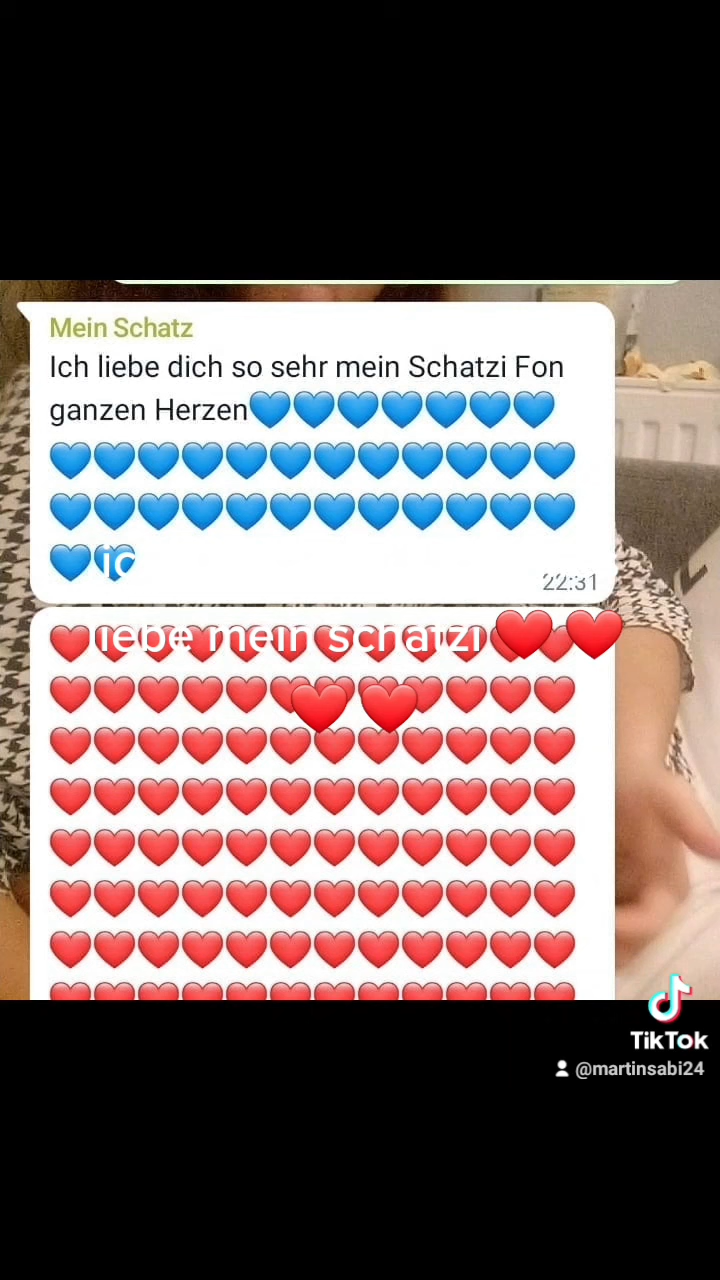 Mein Schatz
Ich liebe dich so sehr mein Schatzi Fon
ganzen Herzen💙💙💙💙💙💙💙
💙💙💙💙💙💙💙💙💙💙💙💙
💙💙💙💙💙💙💙💙💙💙💙💙
💙💙
22:31
liebe mein schatzi ❤️❤️
❤️❤️
❤️❤️❤️❤️❤️❤️❤️❤️❤️❤️❤️❤️
❤️❤️❤️❤️❤️❤️❤️❤️❤️❤️❤️❤️
❤️❤️❤️❤️❤️❤️❤️❤️❤️❤️❤️❤️
❤️❤️❤️❤️❤️❤️❤️❤️❤️❤️❤️❤️
❤️❤️❤️❤️❤️❤️❤️❤️❤️❤️❤️❤️
❤️❤️❤️❤️❤️❤️❤️❤️❤️❤️❤️❤️
❤️❤️❤️❤️❤️❤️❤️❤️❤️❤️❤️❤️
❤️❤️❤️❤️❤️❤️❤️❤️❤️❤️❤️❤️
TikTok
@martinsabi24